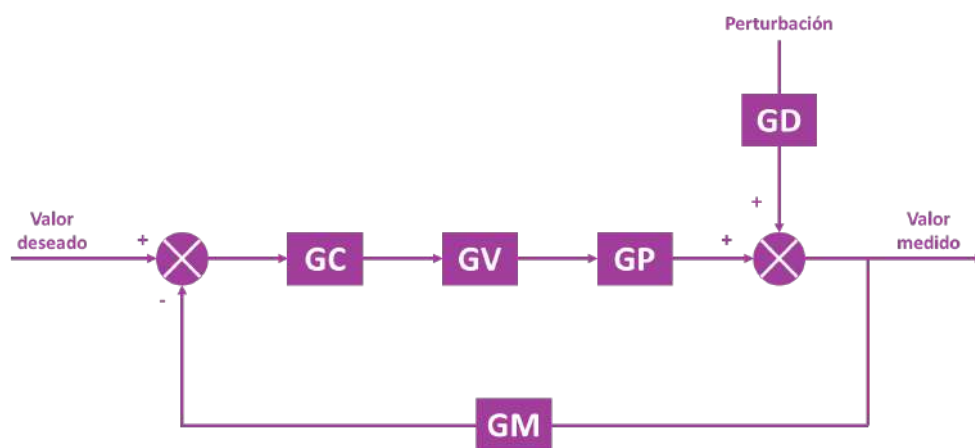 Perturbación
GD
Valor
deseado
+
+
+
Valor
medido
GC
GV
GP
-
GM